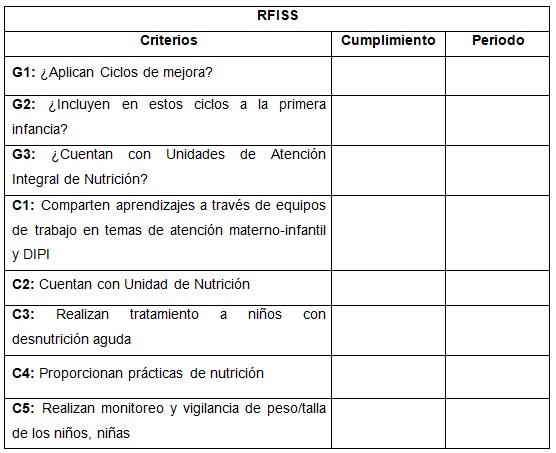 RFISS
Criterios Cumplimiento Periodo
G1: ¿Aplican Ciclos de mejora?
G2: ¿Incluyen en estos ciclos a la primera
infancia?
G3: ¿Cuentan con Unidades de Atención
Integral de Nutrición?
C1: Comparten aprendizajes a través de equipos
de trabajo en temas de atención materno-infantil
y DIPI
C2: Cuentan con Unidad de Nutrición
C3: Realizan tratamiento a niños con
desnutrición aguda
C4: Proporcionan prácticas de nutrición
C5: Realizan monitoreo y vigilancia de peso/talla
de los niños, niñas